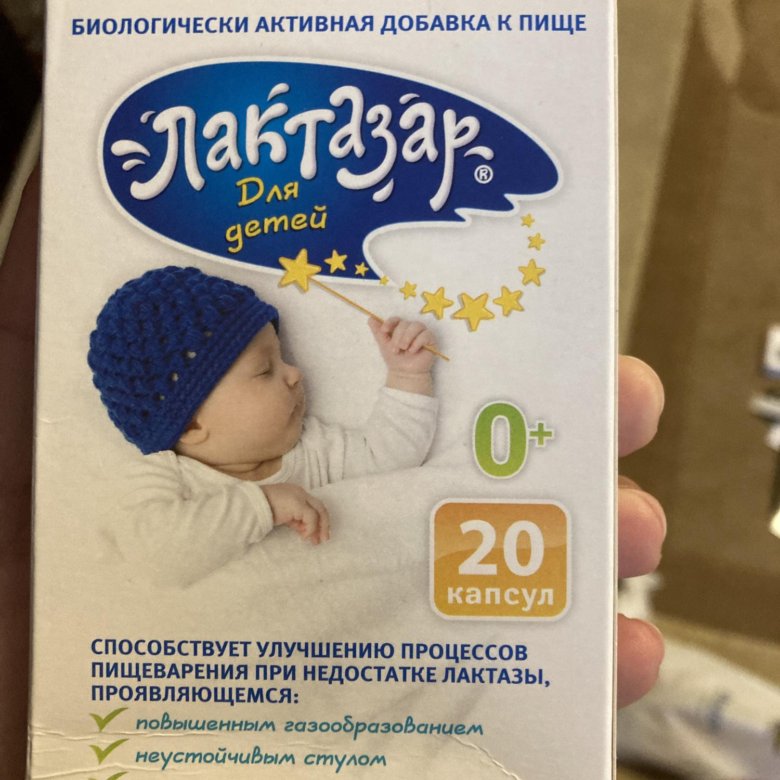 БИОЛОГИЧЕСКИ АКТИВНАЯ ДОБАВКА К ПИЩЕ
Лактазар®
Для
детей
0+
20
капсул
СПОСОБСТВУЕТ УЛУЧШЕНИЮ ПРОЦЕССОВ
ПИЩЕВАРЕНИЯ ПРИ НЕДОСТАТКЕ ЛАКТАЗЫ,
ПРОЯВЛЯЮЩЕМСЯ:
повышенным газообразованием
неустойчивым стулом